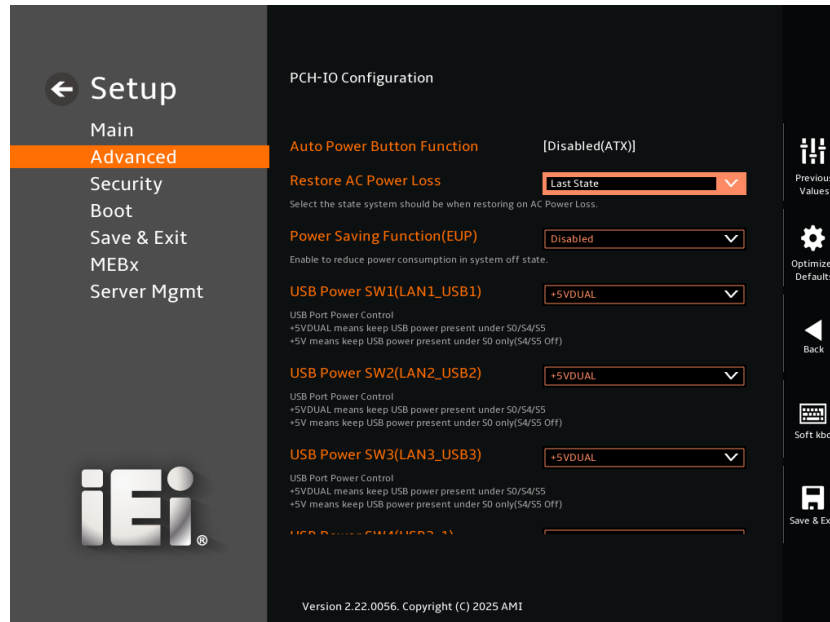 Setup
Main
Advanced
Security
Boot
Save & Exit
MEBx
Server Mgmt
iEi
®
PCH-IO Configuration
Auto Power Button Function [Disabled(ATX)]
Restore AC Power Loss Last State
Select the state system should be when restoring on AC Power Loss.
Power Saving Function(EUP) Disabled
Enable to reduce power consumption in system off state.
USB Power SW1(LAN1_USB1) +5VDUAL
USB Port Power Control
+5VDUAL means keep USB power present under S0/S4/S5
+5V means keep USB power present under S0 only(S4/S5 Off)
USB Power SW2(LAN2_USB2) +5VDUAL
USB Port Power Control
+5VDUAL means keep USB power present under S0/S4/S5
+5V means keep USB power present under S0 only(S4/S5 Off)
USB Power SW3(LAN3_USB3) +5VDUAL
USB Port Power Control
+5VDUAL means keep USB power present under S0/S4/S5
+5V means keep USB power present under S0 only(S4/S5 Off)
Version 2.22.0056. Copyright (C) 2025 AMI
Previous
Values
Optimize
Defaults
Back
Soft kbd
Save & Ex